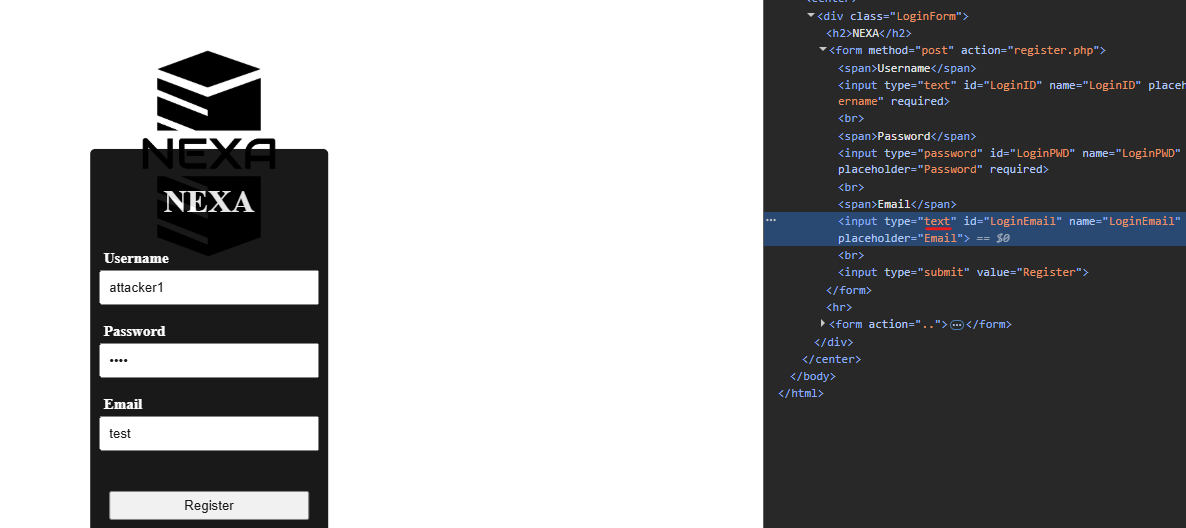 NEXA
NEXA
Username
attacker1
Password
••••
Email
test
Register
<center>
<div class="LoginForm">
<h2>NEXA</h2>
<form method="post" action="register.php">
<span>Username</span>
<input type="text" id="LoginID" name="LoginID" placeh
ername" required>
<br>
<span>Password</span>
<input type="password" id="LoginPWD" name="LoginPWD"
placeholder="Password" required>
<br>
<span>Email</span>
<input type="text" id="LoginEmail" name="LoginEmail"
placeholder="Email"> == $0
<br>
<input type="submit" value="Register">
</form>
<hr>
<form action="..">…</form>
</div>
</center>
</body>
</html>